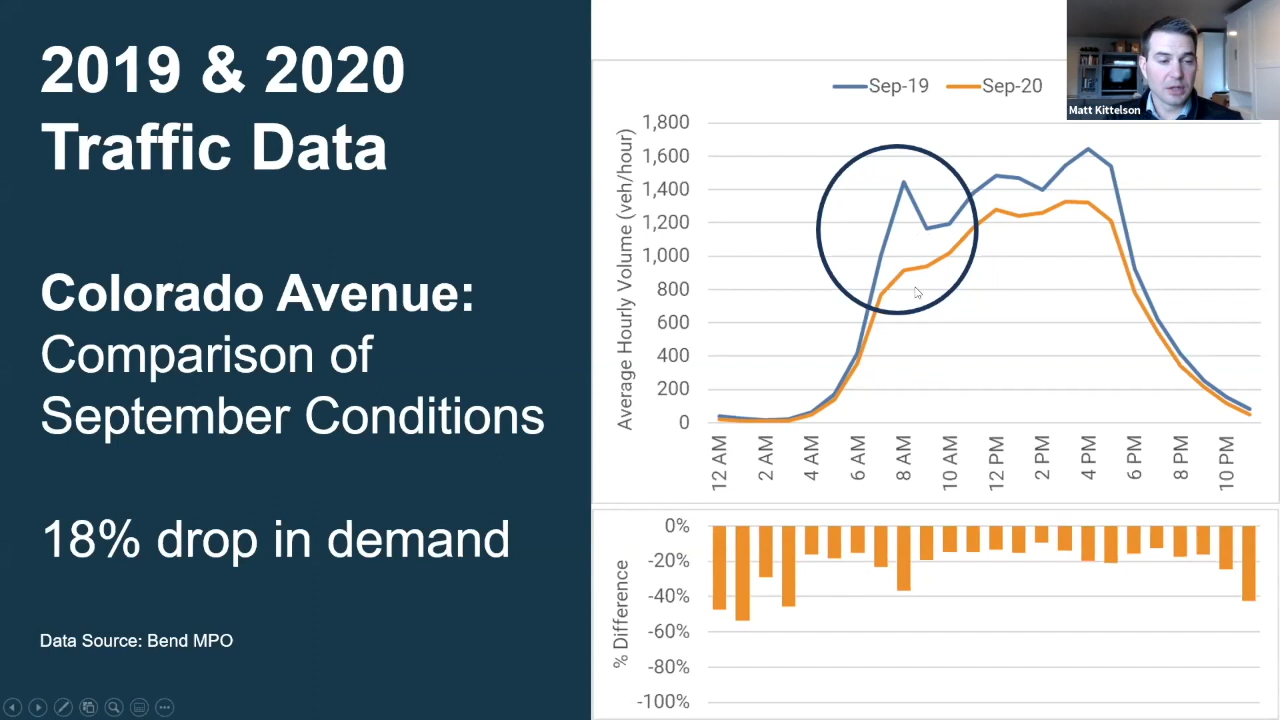 2019 & 2020
Traffic Data
Colorado Avenue:
Comparison of
September Conditions
18% drop in demand
Data Source: Bend MPO
Matt Kittelson
Sep-19
Sep-20
Average Hourly Volume (veh/hour)
1,800
1,600
1,400
1,200
1,000
800
600
400
200
0
12 AM
2 AM
4 AM
6 AM
8 AM
10 AM
12 PM
2 PM
4 PM
6 PM
8 PM
10 PM
% Difference
0%
-20%
-40%
-60%
-80%
-100%